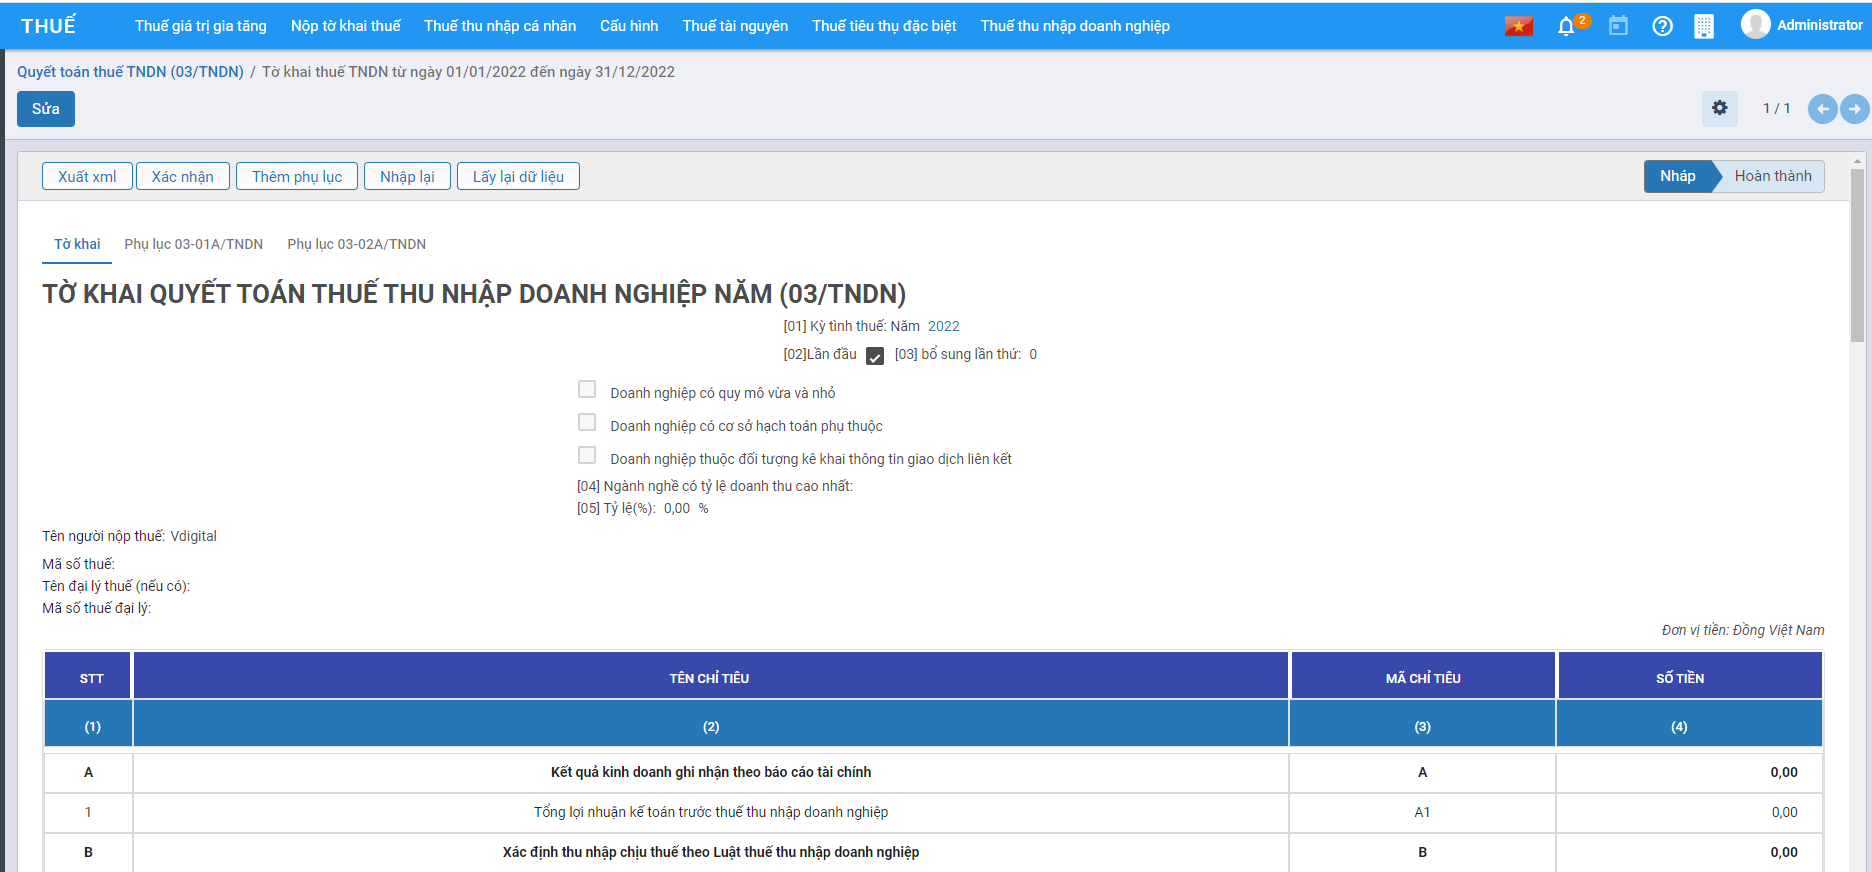 THUẾ Thuế giá trị gia tăng Nộp tờ khai thuế Thuế thu nhập cá nhân Cấu hình Thuế tài nguyên Thuế tiêu thụ đặc biệt Thuế thu nhập doanh nghiệp 2 Administrator
Quyết toán thuế TNDN (03/TNDN) / Tờ khai thuế TNDN từ ngày 01/01/2022 đến ngày 31/12/2022
Sửa 1 / 1
Xuất xml Xác nhận Thêm phụ lục Nhập lại Lấy lại dữ liệu Nháp Hoàn thành
Tờ khai Phụ lục 03-01A/TNDN Phụ lục 03-02A/TNDN
TỜ KHAI QUYẾT TOÁN THUẾ THU NHẬP DOANH NGHIỆP NĂM (03/TNDN)
[01] Kỳ tình thuế: Năm 2022
[02]Lần đầu [03] bổ sung lần thứ: 0
Doanh nghiệp có quy mô vừa và nhỏ
Doanh nghiệp có cơ sở hạch toán phụ thuộc
Doanh nghiệp thuộc đối tượng kê khai thông tin giao dịch liên kết
[04] Ngành nghề có tỷ lệ doanh thu cao nhất:
[05] Tỷ lệ(%): 0,00 %
Tên người nộp thuế: Vdigital
Mã số thuế:
Tên đại lý thuế (nếu có):
Mã số thuế đại lý:
Đơn vị tiền: Đồng Việt Nam
STT TÊN CHỈ TIÊU MÃ CHỈ TIÊU SỐ TIỀN
(1) (2) (3) (4)
A Kết quả kinh doanh ghi nhận theo báo cáo tài chính A 0,00
1 Tổng lợi nhuận kế toán trước thuế thu nhập doanh nghiệp A1 0,00
B Xác định thu nhập chịu thuế theo Luật thuế thu nhập doanh nghiệp B 0,00